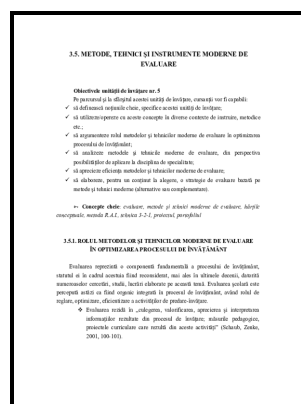 3.5. METODE, TEHNICI ŞI INSTRUMENTE MODERNE DE
EVALUARE
Obiectivele unităţii de învăţare nr. 5
Pe parcursul şi la sfârşitul acestei unităţi de învăţare, cursanţii vor fi capabili:
✓ să definească noţiunile cheie, specifice acestei unităţi de învăţare;
✓ să utilizeze/opereze cu aceste concepte în diverse contexte de instruire, metodice
etc.;
✓ să argumenteze rolul metodelor şi tehnicilor moderne de evaluare în optimizarea
procesului de învăţământ;
✓ să analizeze metodele şi tehnicile moderne de evaluare, din perspectiva
posibilităţilor de aplicare la disciplina de specialitate;
✓ să aprecieze eficienţa metodelor şi tehnicilor moderne de evaluare;
✓ să elaboreze, pentru un conţinut la alegere, o strategie de evaluare bazată pe
metode şi tehnici moderne (alternative sau complementare).
Concepte cheie: evaluare, metode şi tehnici moderne de evaluare, hărţile
conceptuale, metoda R.A.I., tehnica 3-2-1, proiectul, portofoliul
3.5.1. ROLUL METODELOR ŞI TEHNICILOR MODERNE DE EVALUARE
ÎN OPTIMIZAREA PROCESULUI DE ÎNVĂŢĂMÂNT
Evaluarea reprezintă o componentă fundamentală a procesului de învăţământ,
statutul ei în cadrul acestuia fiind reconsiderat, mai ales în ultimele decenii, datorită
numeroaselor cercetări, studii, lucrări elaborate pe această temă. Evaluarea şcolară este
percepută astăzi ca fiind organic integrată în procesul de învăţământ, având rolul de
reglare, optimizare, eficientizare a activităţilor de predare-învăţare.
❖ Evaluarea rezidă în „culegerea, valorificarea, aprecierea şi interpretarea
informaţiilor rezultate din procesul de învăţare; măsurile pedagogice,
proiectele curriculare care rezultă din aceste activităţi” (Schaub, Zenke,
2001, 100-101).